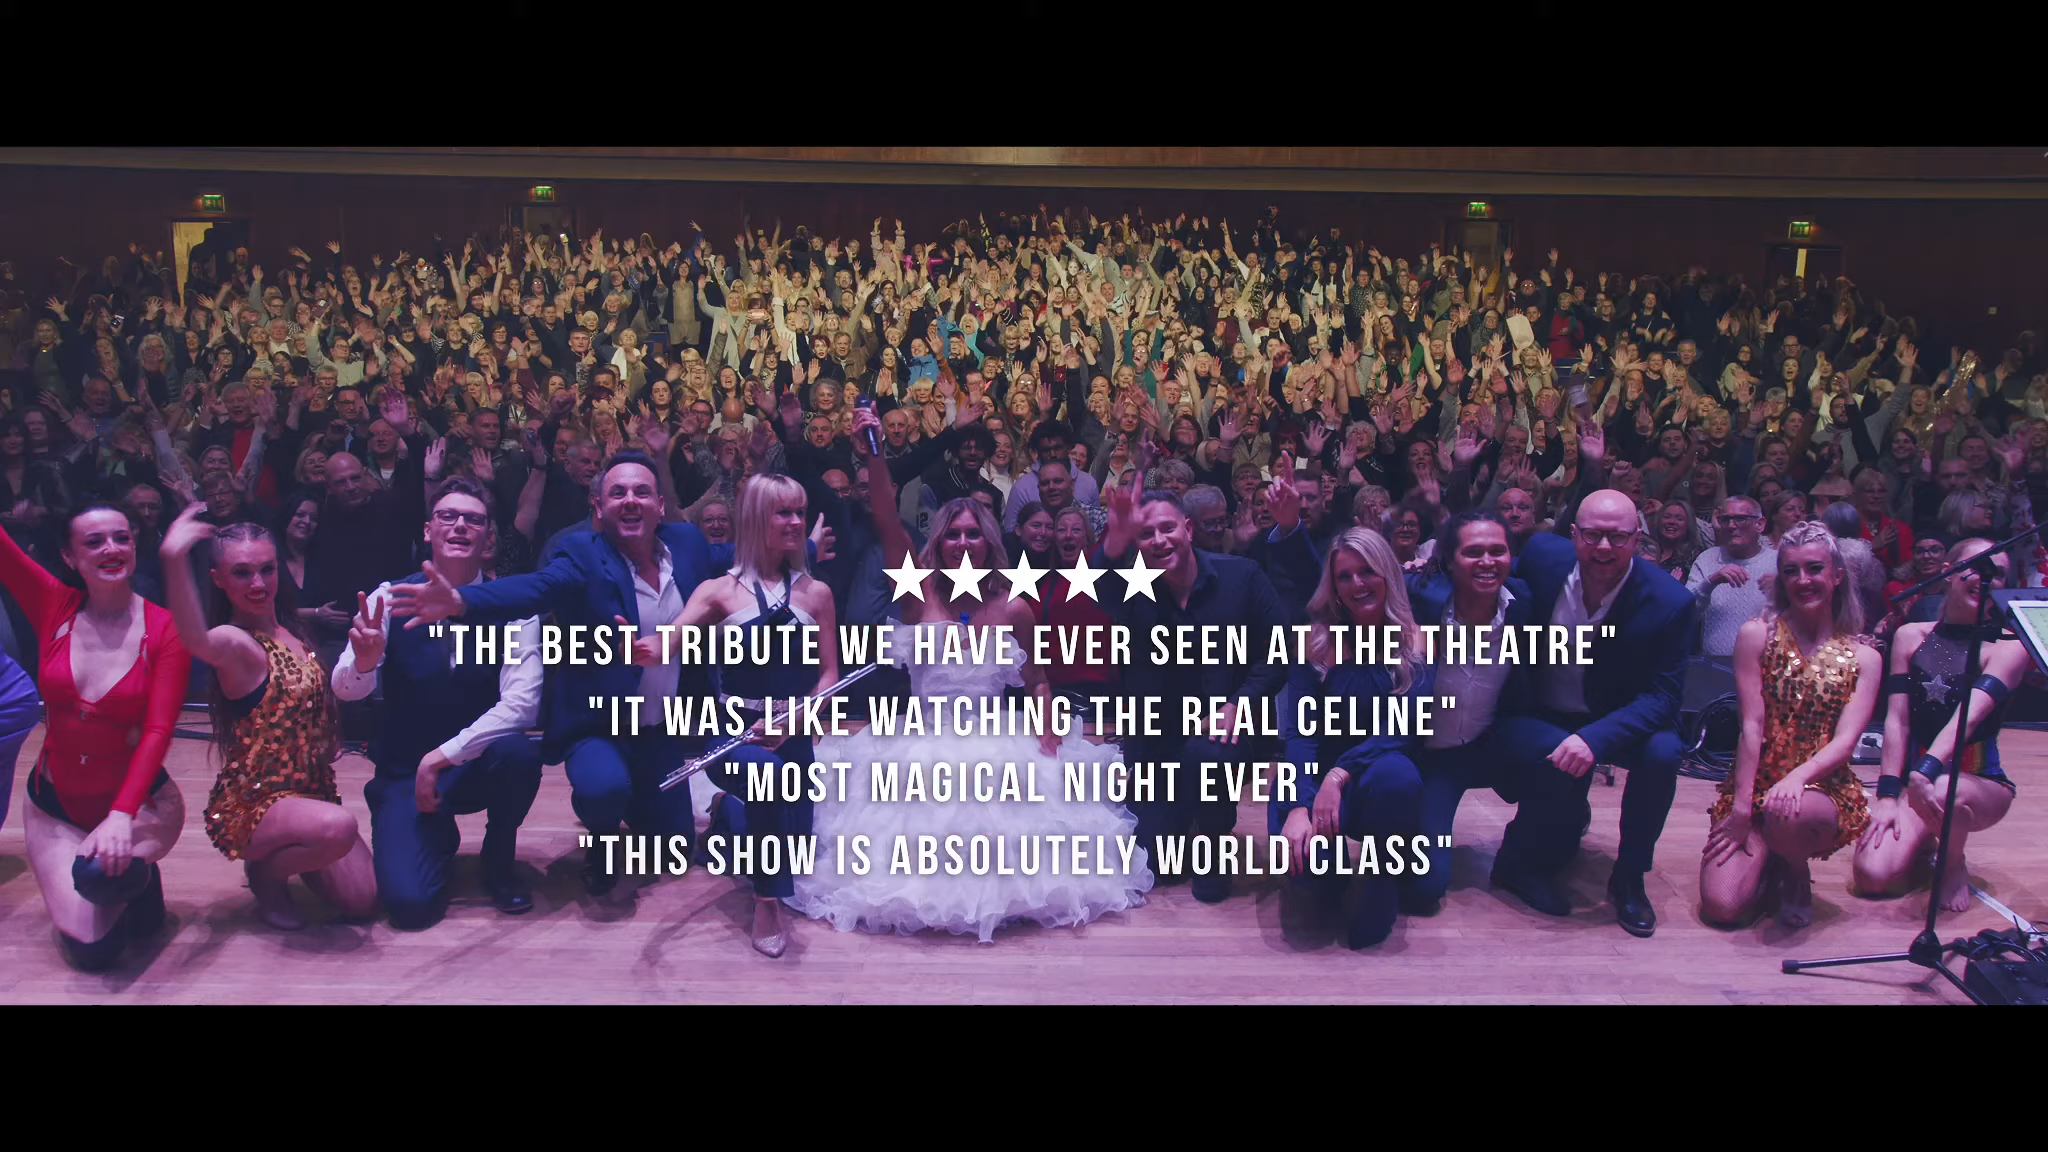 ★★★★★
"THE BEST TRIBUTE WE HAVE EVER SEEN AT THE THEATRE"
"IT WAS LIKE WATCHING THE REAL CELINE"
"MOST MAGICAL NIGHT EVER"
"THIS SHOW IS ABSOLUTELY WORLD CLASS"